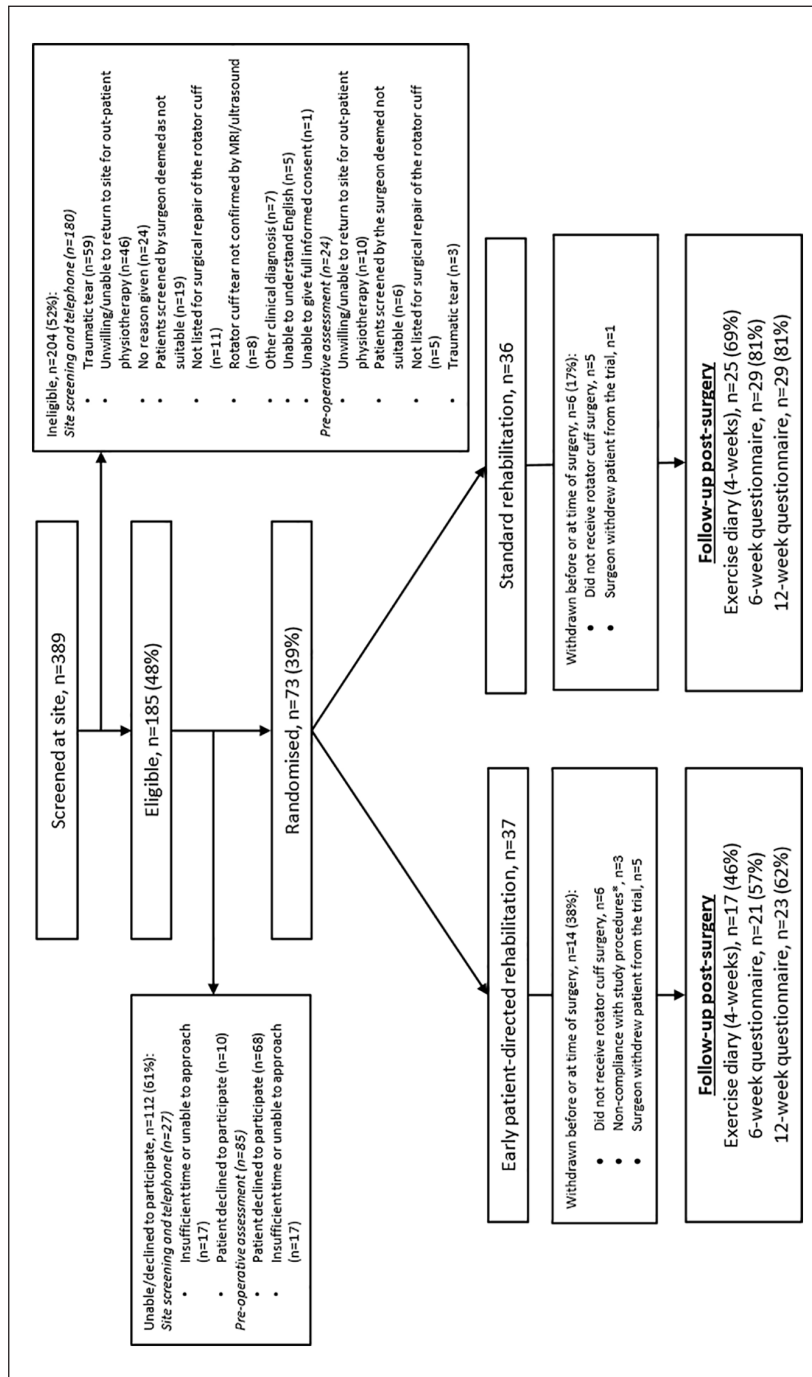 Screened at site, n=389
Ineligible, n=204 (52%):
Site screening and telephone (n=180)
• Traumatic tear (n=59)
• Unwilling/unable to return to site for out-patient
physiotherapy (n=46)
• No reason given (n=24)
• Patients screened by surgeon deemed as not
suitable (n=19)
• Not listed for surgical repair of the rotator cuff
(n=11)
• Rotator cuff tear not confirmed by MRI/ultrasound
(n=8)
• Other clinical diagnosis (n=7)
• Unable to understand English (n=5)
• Unable to give full informed consent (n=1)
Pre-operative assessment (n=24)
• Unwilling/unable to return to site for out-patient
physiotherapy (n=10)
• Patients screened by the surgeon deemed not
suitable (n=6)
• Not listed for surgical repair of the rotator cuff
(n=5)
• Traumatic tear (n=3)
Eligible, n=185 (48%)
Unable/declined to participate, n=112 (61%):
Site screening and telephone (n=27)
• Insufficient time or unable to approach
(n=17)
• Patient declined to participate (n=10)
Pre-operative assessment (n=85)
• Patient declined to participate (n=68)
• Insufficient time or unable to approach
(n=17)
Randomised, n=73 (39%)
Early patient-directed rehabilitation, n=37
Withdrawn before or at time of surgery, n=14 (38%):
• Did not receive rotator cuff surgery, n=6
• Non-compliance with study procedures*, n=3
• Surgeon withdrew patient from the trial, n=5
Follow-up post-surgery
Exercise diary (4-weeks), n=17 (46%)
6-week questionnaire, n=21 (57%)
12-week questionnaire, n=23 (62%)
Standard rehabilitation, n=36
Withdrawn before or at time of surgery, n=6 (17%):
• Did not receive rotator cuff surgery, n=5
• Surgeon withdrew patient from the trial, n=1
Follow-up post-surgery
Exercise diary (4-weeks), n=25 (69%)
6-week questionnaire, n=29 (81%)
12-week questionnaire, n=29 (81%)